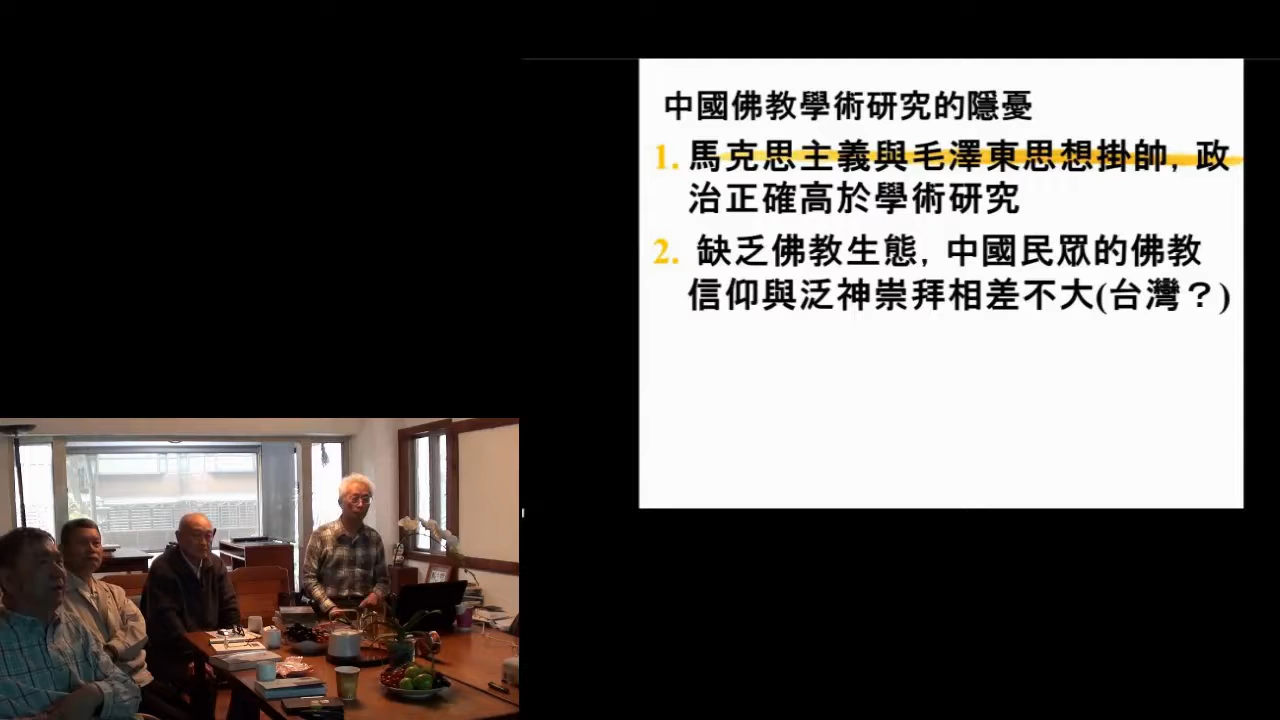 中國佛教學術研究的隱憂
1. 馬克思主義與毛澤東思想掛帥，政
治正確高於學術研究
2. 缺乏佛教生態，中國民眾的佛教
信仰與泛神崇拜相差不大(台灣？)